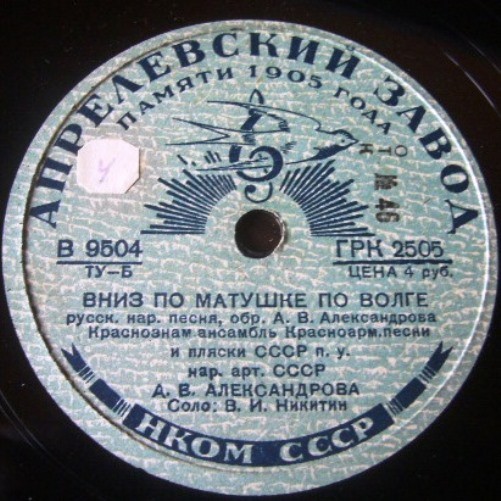 АПРЕЛЕВСКИЙ ЗАВОД
ПАМЯТИ 1905 ГОДА
ОТК № 46
У
В 9504
ГРК 2505
ТУ–Б
ЦЕНА 4 руб.
ВНИЗ ПО МАТУШКЕ ПО ВОЛГЕ
русск. нар. песня, обр. А. В. Александрова
Краснознам ансамбль Красноарм. песни
и пляски СССР п. у.
нар. арт. СССР
А. В. АЛЕКСАНДРОВА
Соло: В. И. Никитин
НКОМ СССР